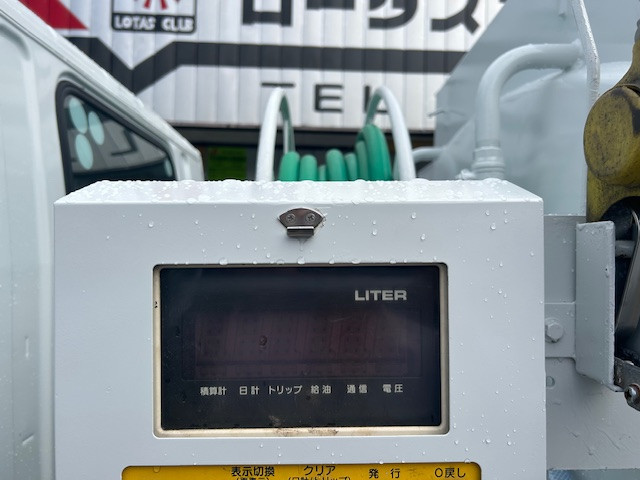 LOTAS CLUB
ロータス
TEL
LITER
積算計 日計 トリップ 給油 通信 電圧
表示切換 クリア 発行 0戻し